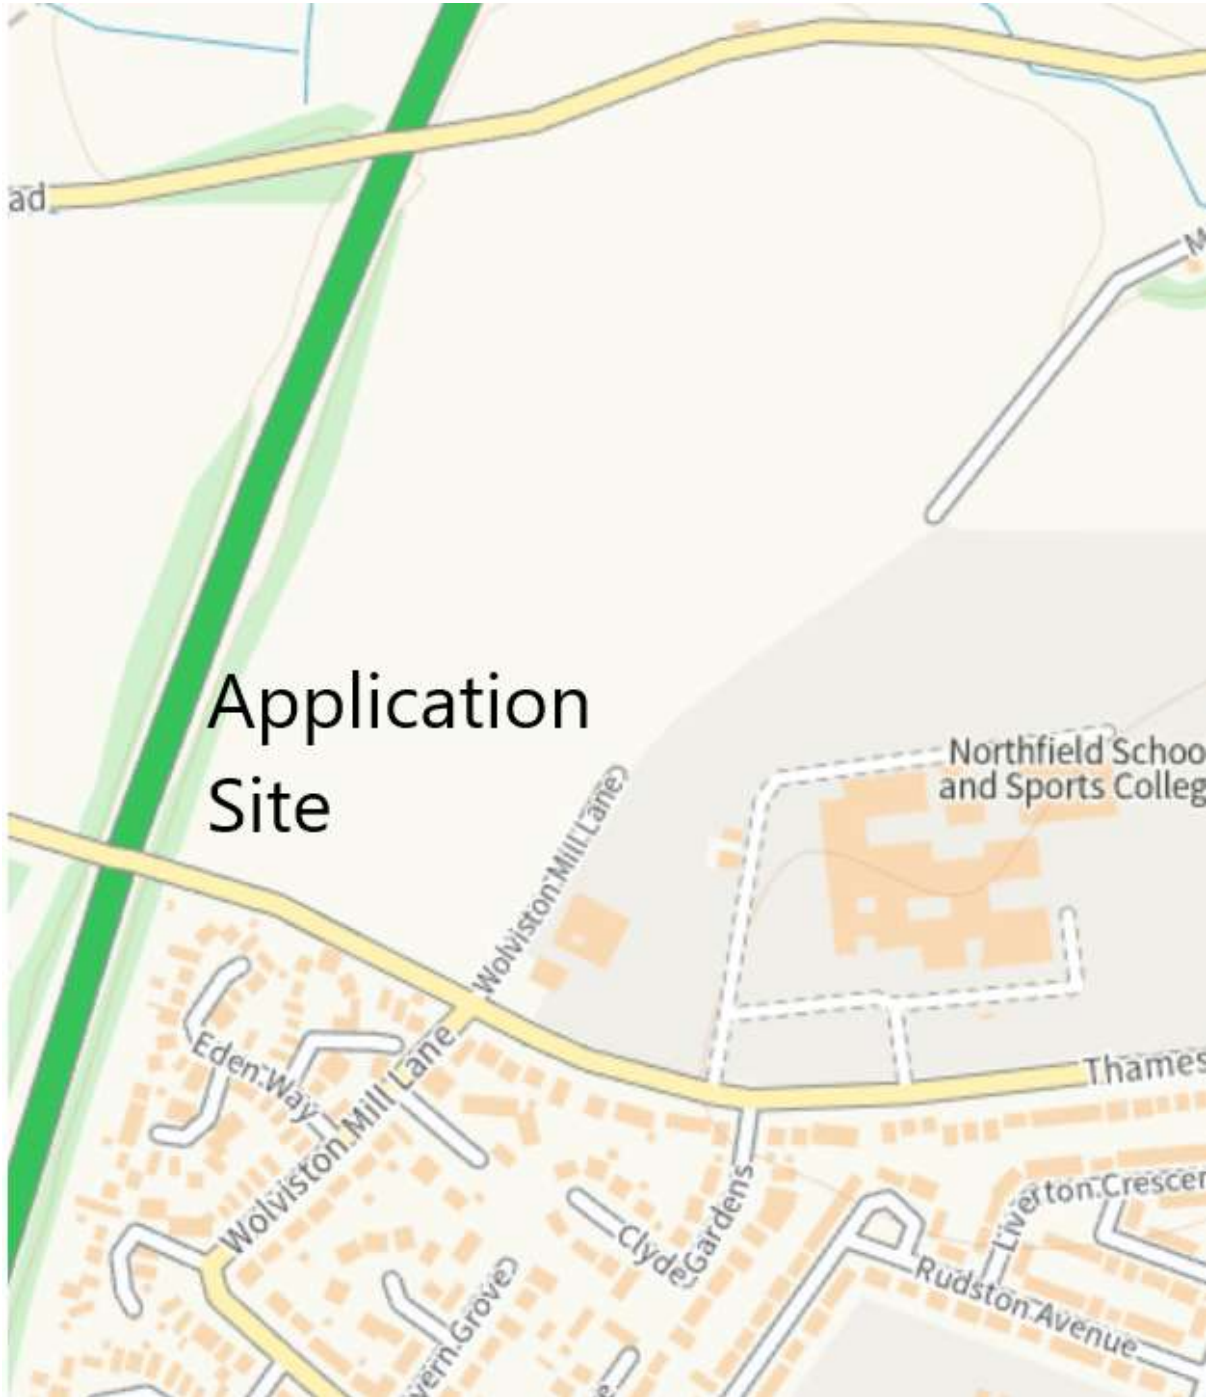 ad
M
Application
Site
Northfield Schoo
and Sports Colleg
Wolviston Mill Lane
Thames
Eden Way
Wolviston Mill Lane
Liverton Crescen
Clyde Gardens
Rudston Avenue
vern Grove
e